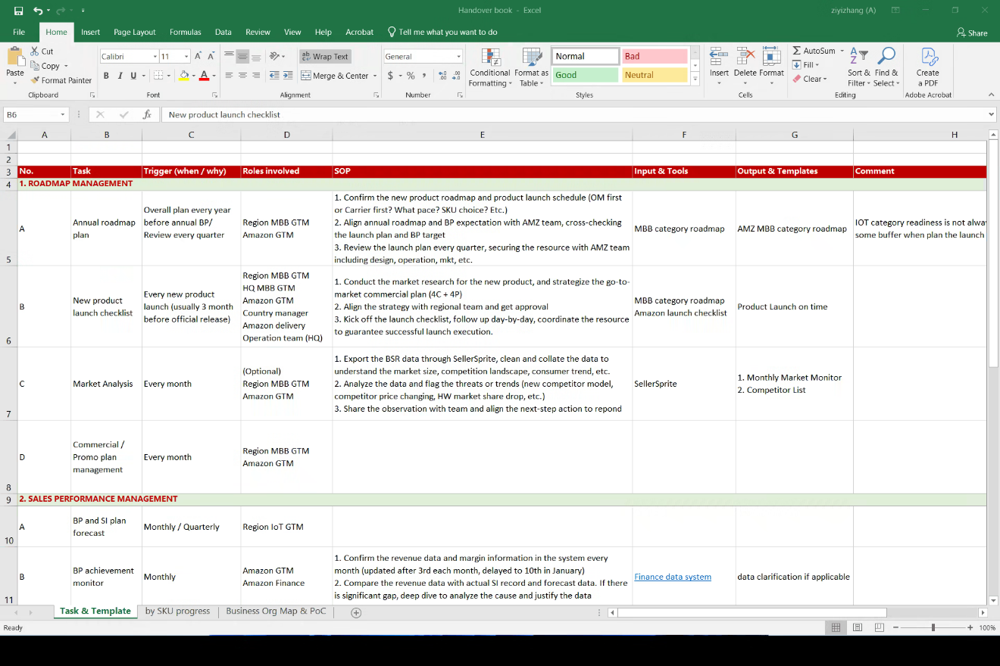 Handover book - Excel
ziyizhang (A)
File Home Insert Page Layout Formulas Data Review View Help Acrobat Tell me what you want to do Share
Paste
Cut
Copy
Format Painter
Clipboard
Calibri 11
B I U
Font
Wrap Text
Merge & Center
Alignment
General
$ % ,
Number
Conditional Formatting
Format as Table
Normal Bad
Good Neutral
Styles
Insert Delete Format
Cells
AutoSum
Fill
Clear
Sort & Filter
Find & Select
Editing
Create a PDF
Adobe Acrobat
B6 fx New product launch checklist
A B C D E F G H
1
2
3 No. Task Trigger (when / why) Roles involved SOP Input & Tools Output & Templates Comment
4 1. ROADMAP MANAGEMENT
5
A
Annual roadmap
plan
Overall plan every year
before annual BP/
Review every quarter
Region MBB GTM
Amazon GTM
1. Confirm the new product roadmap and product launch schedule (OM first
or Carrier first? What pace? SKU choice? Etc.)
2. Align annual roadmap and BP expectation with AMZ team, cross-checking
the launch plan and BP target
3. Review the launch plan every quarter, securing the resource with AMZ team
including design, operation, mkt, etc.
MBB category roadmap
AMZ MBB category roadmap
IOT category readiness is not alwa
some buffer when plan the launch
6
B
New product
launch checklist
Every new product
launch (usually 3 month
before official release)
Region MBB GTM
HQ MBB GTM
Amazon GTM
Country manager
Amazon delivery
Operation team (HQ)
1. Conduct the market research for the new product, and strategize the go-to-
market commercial plan (4C + 4P)
2. Align the strategy with regional team and get approval
3. Kick off the launch checklist, follow up day-by-day, coordinate the resource
to guarantee successful launch execution.
MBB category roadmap
Amazon launch checklist
Product Launch on time
7
C
Market Analysis
Every month
(Optional)
Region MBB GTM
Amazon GTM
1. Export the BSR data through SellerSprite, clean and collate the data to
understand the market size, competition landscape, consumer trend, etc.
2. Analyze the data and flag the threats or trends (new competitor model,
competitor price changing, HW market share drop, etc.)
3. Share the observation with team and align the next-step action to repond
SellerSprite
1. Monthly Market Monitor
2. Competitor List
8
D
Commercial /
Promo plan
management
Every month
Region MBB GTM
Amazon GTM
9 2. SALES PERFORMANCE MANAGEMENT
10
A
BP and SI plan
forecast
Monthly / Quarterly
Region IoT GTM
11
B
BP achievement
monitor
Monthly
Amazon GTM
Amazon Finance
1. Confirm the revenue data and margin information in the system every
month (updated after 3rd each month, delayed to 10th in January)
2. Compare the revenue data with actual SI record and forecast data. If there
is significant gap, deep dive to analyze the cause and justify the data
Finance data system
data clarification if applicable
Task & Template by SKU progress Business Org Map & PoC
Ready
100%